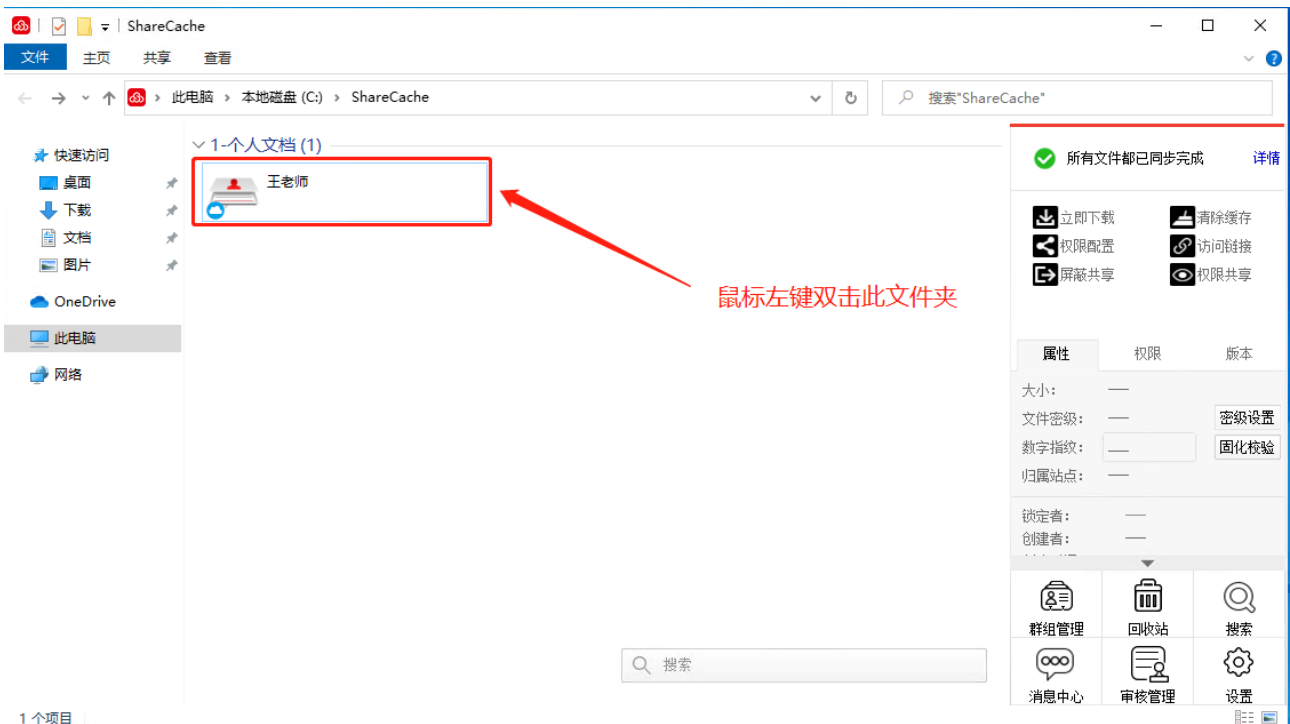 ShareCache
文件 主页 共享 查看
此电脑 › 本地磁盘 (C:) › ShareCache
搜索"ShareCache"
快速访问
桌面
下载
文档
图片
OneDrive
此电脑
网络
1-个人文档 (1)
王老师
鼠标左键双击此文件夹
所有文件都已同步完成 详情
立即下载 清除缓存
权限配置 访问链接
屏蔽共享 权限共享
属性 权限 版本
大小: —
文件密级: — 密级设置
数字指纹: — 固化校验
归属站点: —
锁定者: —
创建者: —
群组管理 回收站 搜索
消息中心 审核管理 设置
搜索
1 个项目